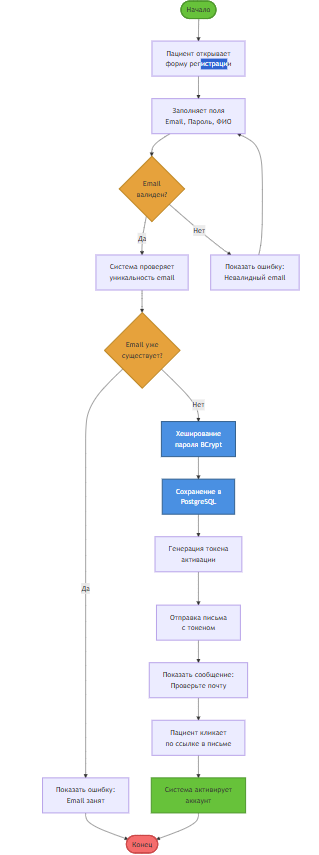 Начало
Пациент открывает
форму регистрации
Заполняет поля
Email, Пароль, ФИО
Email
валиден?
Да
Нет
Система проверяет
уникальность email
Показать ошибку:
Невалидный email
Email уже
существует?
Нет
Хеширование
пароля BCrypt
Сохранение в
PostgreSQL
Генерация токена
активации
Да
Отправка письма
с токеном
Показать сообщение:
Проверьте почту
Пациент кликает
по ссылке в письме
Показать ошибку:
Email занят
Система активирует
аккаунт
Конец